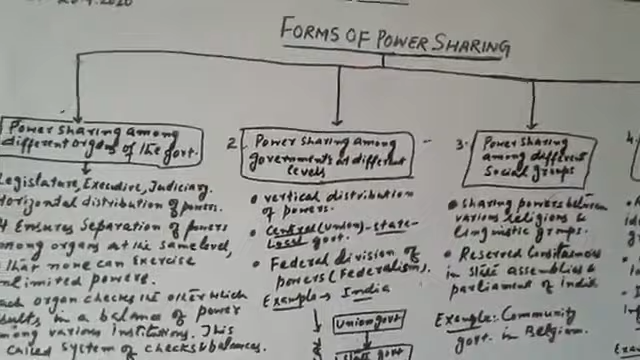 FORMS OF POWER SHARING
Power sharing among
different organs of the govt.
Legislature, Executive, Judiciary.
Horizondal distribution of powers.
Ensures Separation of powers
among organs at the same level,
that none can exercise
unlimited powers.
each organ checks the other which
results in a balance of power
among various institutions. This
called system of checks & balances.
2. Power sharing among
governments at different
levels
• vertical distribution
of powers.
• Central (union) - state -
Local govt.
• Federal division of
powers (Federalism).
Example → India
Union govt
State govt
3. Power sharing
among different
Social groups
• sharing powers between
various religions &
linguistic groups.
• Reserved Constituencies
in state assemblies &
parliament of India
Example: Community
govt. in Belgium.
4.